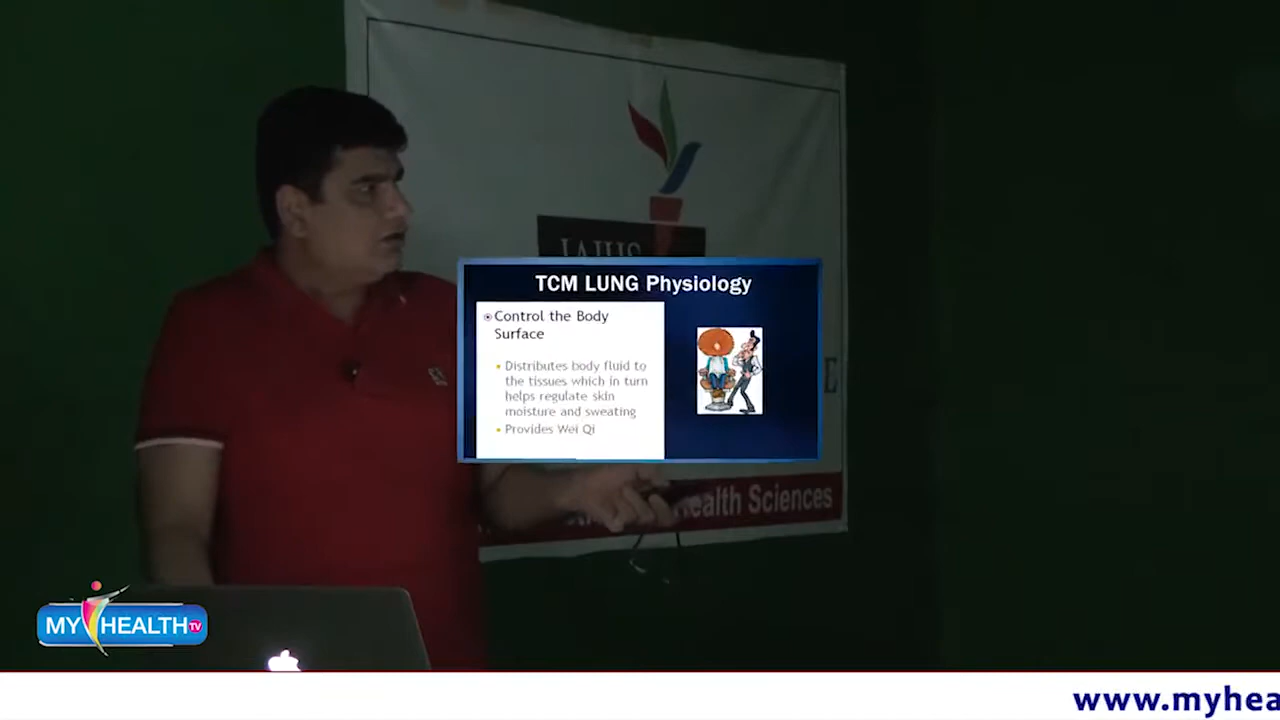 TCM LUNG Physiology
Control the Body
Surface
Distributes body fluid to
the tissues which in turn
helps regulate skin
moisture and sweating
Provides Wei Qi
Health Sciences
MY HEALTH TV
www.myhea